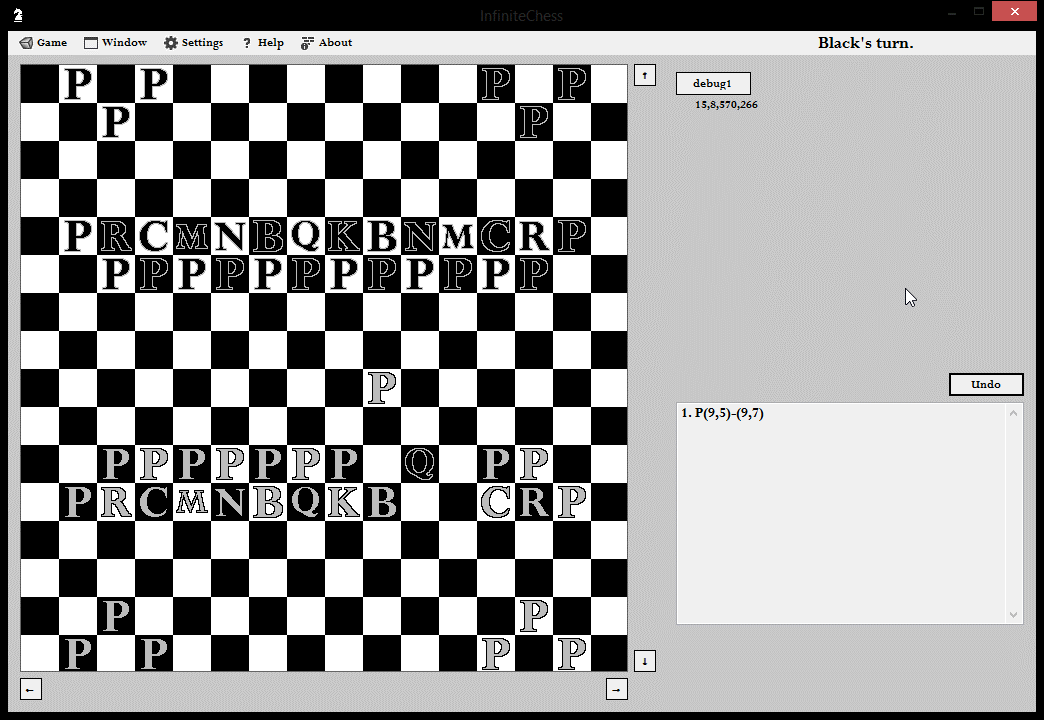 InfiniteChess
Game Window Settings ? Help About Black's turn.
P P P P
P P
P R C M N B Q K B N M C R P
P P P P P P P P P P P P
P
P P P P P P P Q P P
P R C M N B Q K B C R P
P P
P P P P
↑
↓
← →
debug1
15,8,570,266
Undo
1. P(9,5)-(9,7)